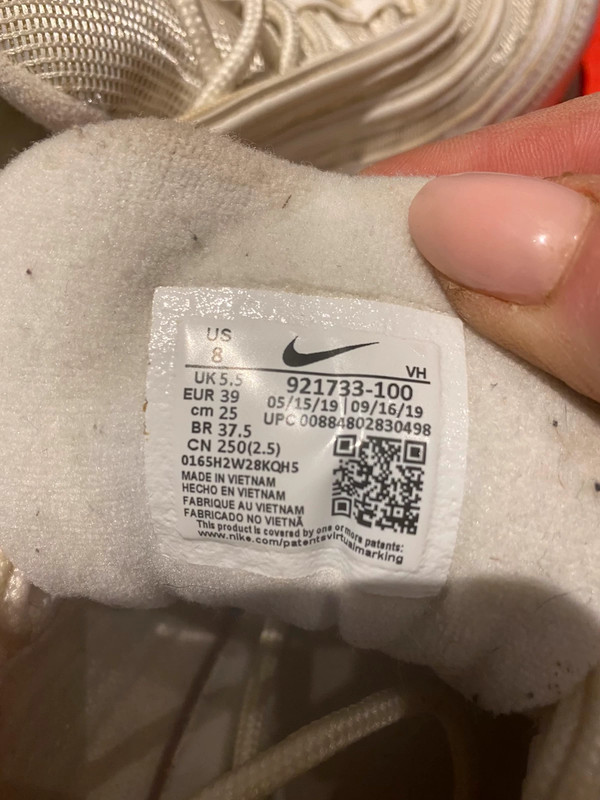 US
8
VH
UK 5.5
EUR 39
cm 25
BR 37.5
CN 250(2.5)
921733-100
05/15/19 | 09/16/19
UPC 00884802830498
0165H2W28KQH5
MADE IN VIETNAM
HECHO EN VIETNAM
FABRIQUE AU VIETNAM
FABRICADO NO VIETNÃ
This product is covered by one or more patents:
www.nike.com/patentsvirtualmarking